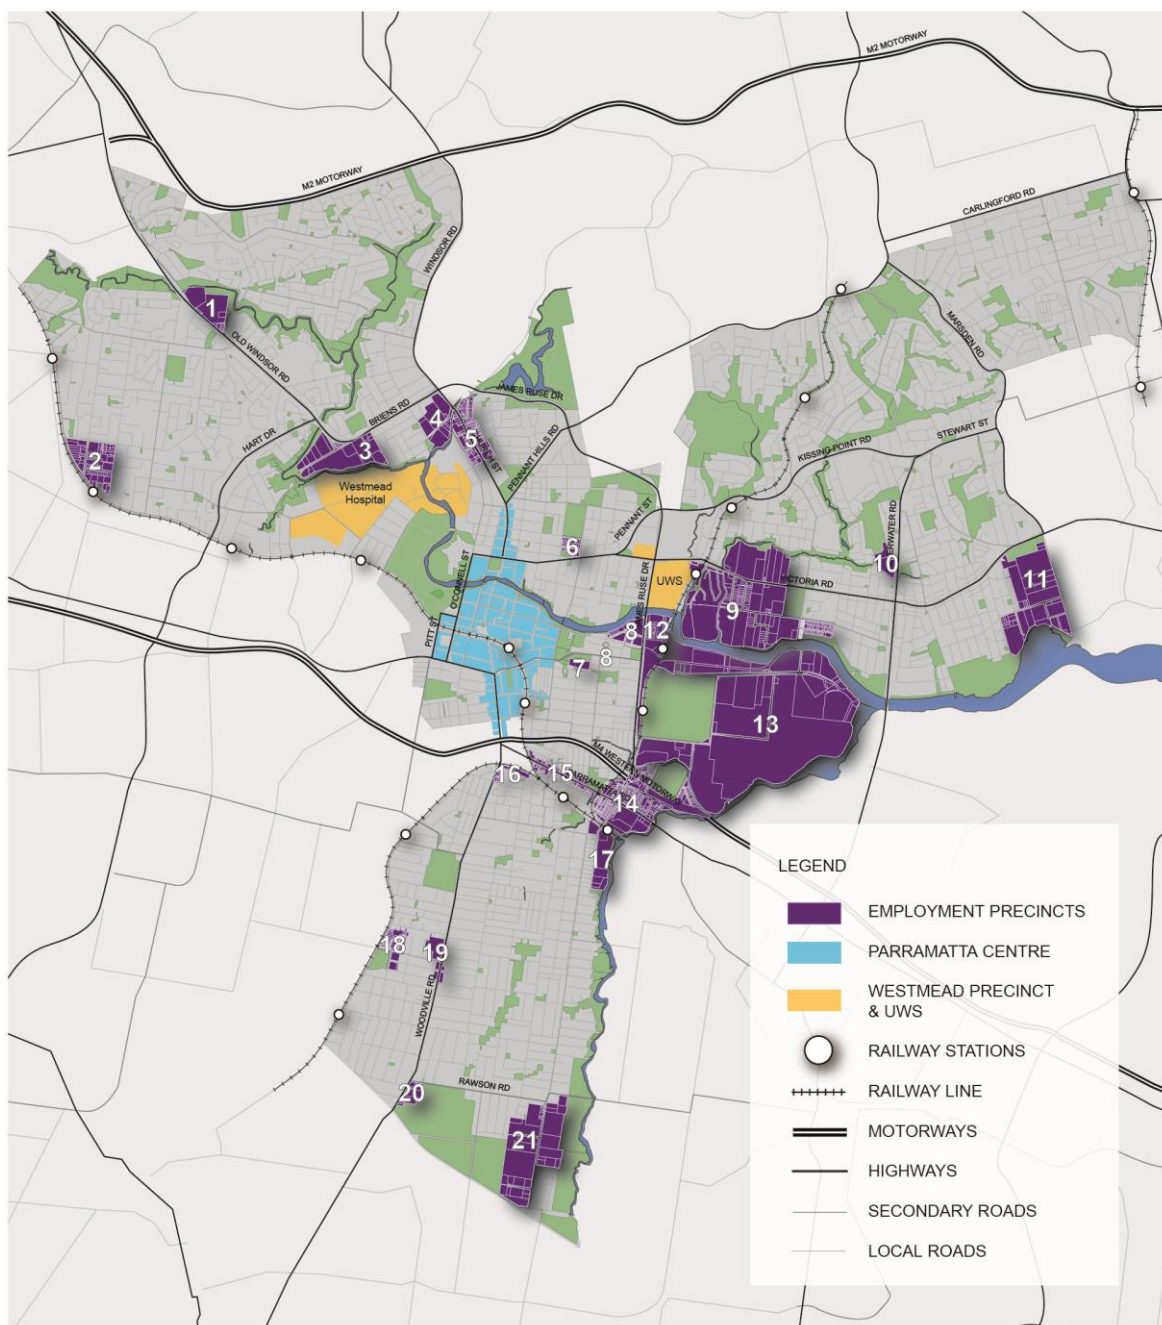 M2 MOTORWAY
M2 MOTORWAY
CARLINGFORD RD
WINDSOR RD
1
OLD WINDSOR RD
MARSDEN RD
JAMES RUSE DR
BRIENS RD
4
5
CHURCH ST
HART DR
3
PENNANT HILLS RD
STEWART ST
KISSING POINT RD
2
Westmead
Hospital
PENNANT ST
6
O'CONNELL ST
10
11
UWS
VICTORIA RD
JAMES RUSE DR
9
PITT ST
8
12
8
7
13
M4 WESTERN MOTORWAY
16
15
PARRAMATTA RD
14
17
18
19
WOODVILLE RD
20
RAWSON RD
21
LEGEND
EMPLOYMENT PRECINCTS
PARRAMATTA CENTRE
WESTMEAD PRECINCT
& UWS
RAILWAY STATIONS
RAILWAY LINE
MOTORWAYS
HIGHWAYS
SECONDARY ROADS
LOCAL ROADS